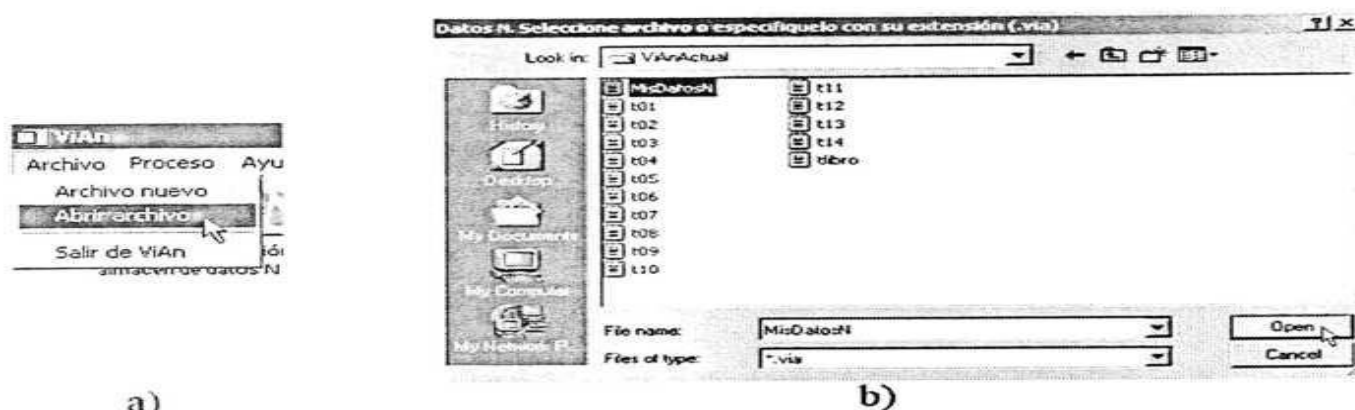 ViAn
Archivo Proceso Ayu
Archivo nuevo
Abrir archivo
Salir de ViAn
almacen de datos N
a)
Datos N. Seleccione archivo o especifíquelo con su extensión (.via)
Look in: ViAnActual
History
Desktop
My Documents
My Computer
My Network P...
MisDatosN
t01
t02
t03
t04
t05
t06
t07
t08
t09
t10
t11
t12
t13
t14
tlibro
File name: MisDatosN Open
Files of type: *.via Cancel
b)